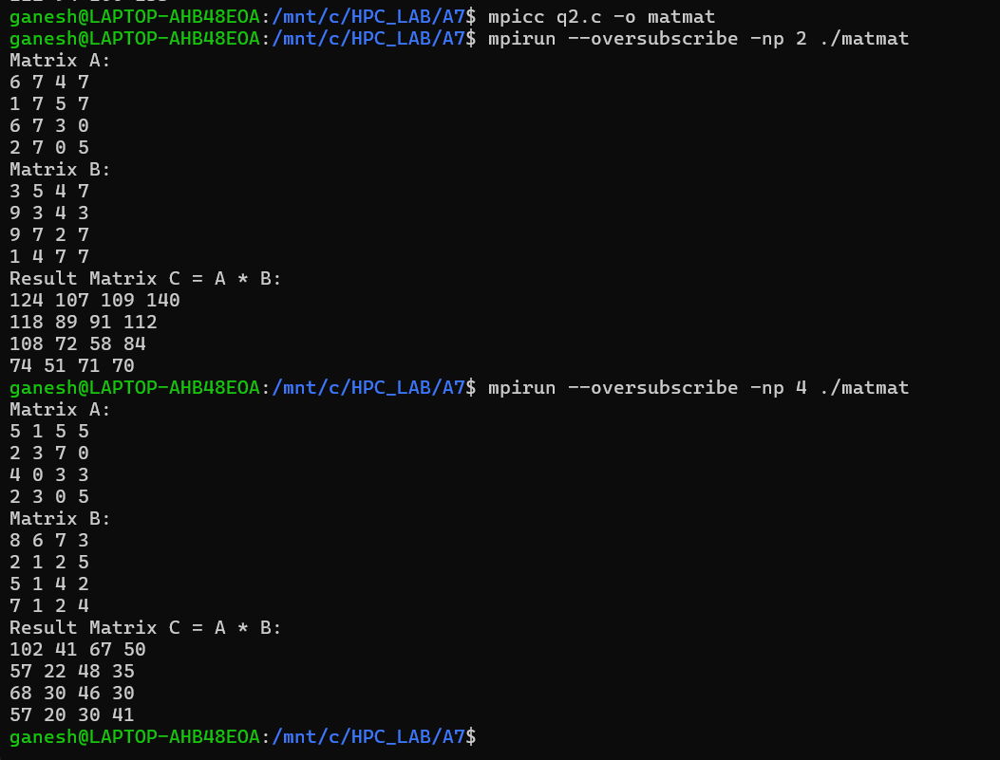 ganesh@LAPTOP-AHB48EOA:/mnt/c/HPC_LAB/A7$ mpicc q2.c -o matmat
ganesh@LAPTOP-AHB48EOA:/mnt/c/HPC_LAB/A7$ mpirun --oversubscribe -np 2 ./matmat
Matrix A:
6 7 4 7
1 7 5 7
6 7 3 0
2 7 0 5
Matrix B:
3 5 4 7
9 3 4 3
9 7 2 7
1 4 7 7
Result Matrix C = A * B:
124 107 109 140
118 89 91 112
108 72 58 84
74 51 71 70
ganesh@LAPTOP-AHB48EOA:/mnt/c/HPC_LAB/A7$ mpirun --oversubscribe -np 4 ./matmat
Matrix A:
5 1 5 5
2 3 7 0
4 0 3 3
2 3 0 5
Matrix B:
8 6 7 3
2 1 2 5
5 1 4 2
7 1 2 4
Result Matrix C = A * B:
102 41 67 50
57 22 48 35
68 30 46 30
57 20 30 41
ganesh@LAPTOP-AHB48EOA:/mnt/c/HPC_LAB/A7$